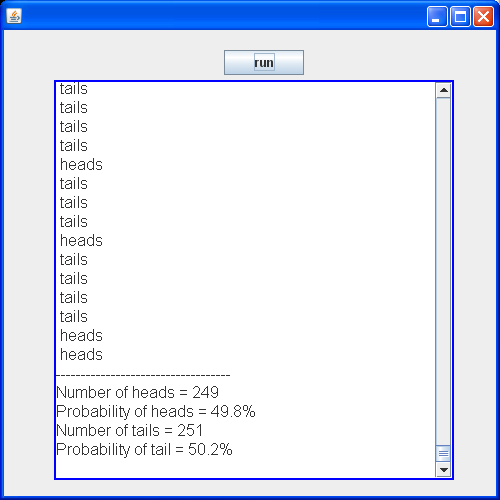 run
tails
tails
tails
tails
heads
tails
tails
tails
heads
tails
tails
tails
tails
heads
heads
-----------------------------------
Number of heads = 249
Probability of heads = 49.8%
Number of tails = 251
Probability of tail = 50.2%